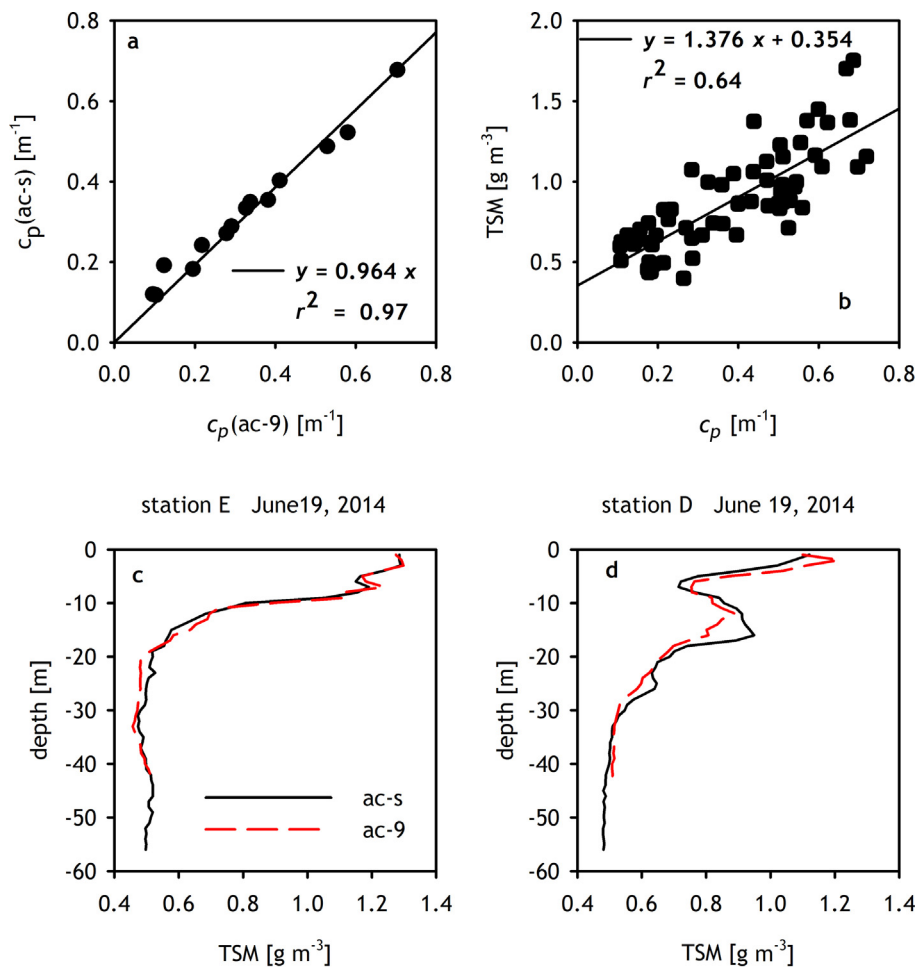 a
y = 0.964 x
r² = 0.97
0.8
0.6
0.4
0.2
0.0
0.0 0.2 0.4 0.6 0.8
cₚ(ac-s) [m⁻¹]
cₚ(ac-9) [m⁻¹]
y = 1.376 x + 0.354
r² = 0.64
b
2.0
1.5
1.0
0.5
0.0
0.0 0.2 0.4 0.6 0.8
TSM [g m⁻³]
cₚ [m⁻¹]
station E June19, 2014
c
0
-10
-20
-30
-40
-50
-60
ac-s
ac-9
0.4 0.6 0.8 1.0 1.2 1.4
depth [m]
TSM [g m⁻³]
station D June 19, 2014
d
0
-10
-20
-30
-40
-50
-60
0.4 0.6 0.8 1.0 1.2 1.4
depth [m]
TSM [g m⁻³]